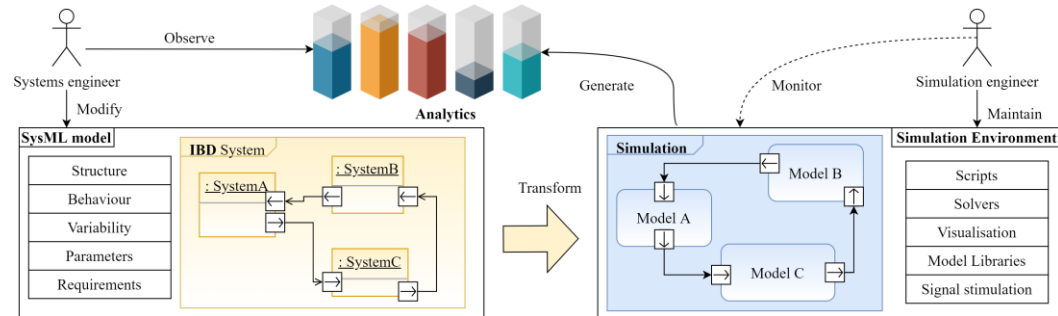 Observe
Systems engineer
Modify
Analytics
Generate
Monitor
Simulation engineer
Maintain
SysML model
Structure
Behaviour
Variability
Parameters
Requirements
IBD System
: SystemA
: SystemB
: SystemC
Transform
Simulation
Model A
Model B
Model C
Simulation Environment
Scripts
Solvers
Visualisation
Model Libraries
Signal stimulation